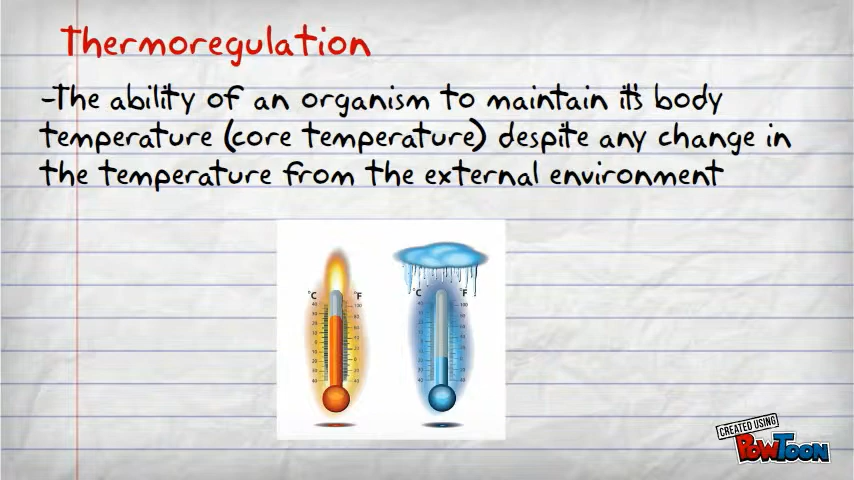 Thermoregulation
-The ability of an organism to maintain it's body
temperature (core temperature) despite any change in
the temperature from the external environment
°C °F °C °F
CREATED USING
POWTOON